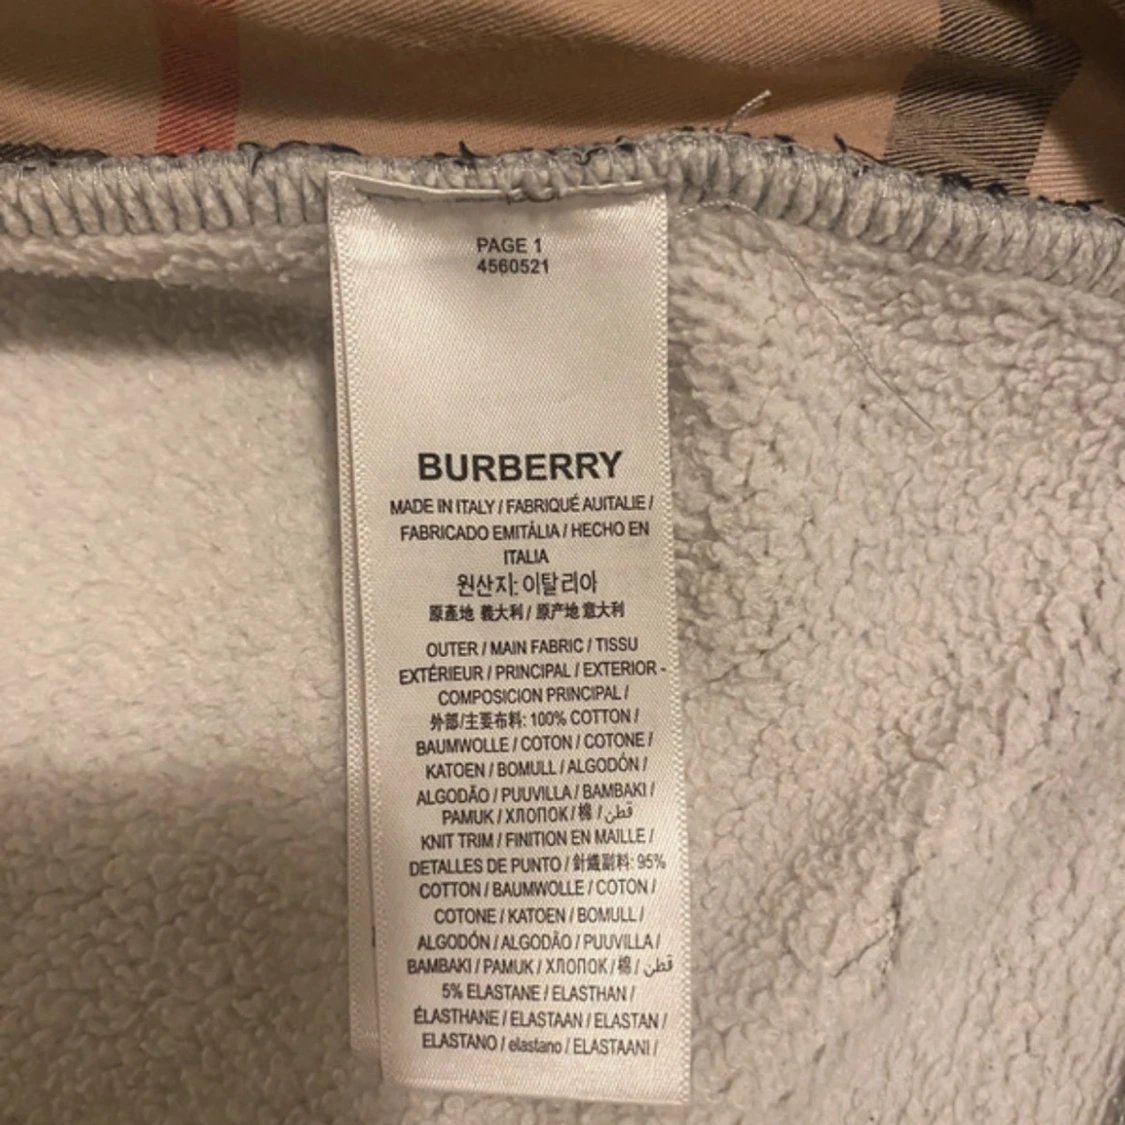 PAGE 1
4560521
BURBERRY
MADE IN ITALY / FABRIQUÉ AUITALIE /
FABRICADO EMITÁLIA / HECHO EN
ITALIA
원산지: 이탈리아
原產地 義大利 / 原产地 意大利
OUTER / MAIN FABRIC / TISSU
EXTÉRIEUR / PRINCIPAL / EXTERIOR -
COMPOSICION PRINCIPAL /
外部/主要布料: 100% COTTON /
BAUMWOLLE / COTON / COTONE /
KATOEN / BOMULL / ALGODÓN /
ALGODÃO / PUUVILLA / BAMBAKI /
PAMUK / ХЛОПОК / 棉 / قطن
KNIT TRIM / FINITION EN MAILLE /
DETALLES DE PUNTO / 針織副料: 95%
COTTON / BAUMWOLLE / COTON /
COTONE / KATOEN / BOMULL /
ALGODÓN / ALGODÃO / PUUVILLA /
BAMBAKI / PAMUK / ХЛОПОК / 棉 / قطن
5% ELASTANE / ELASTHAN /
ÉLASTHANE / ELASTAAN / ELASTAN /
ELASTANO / elastano / ELASTAANI /